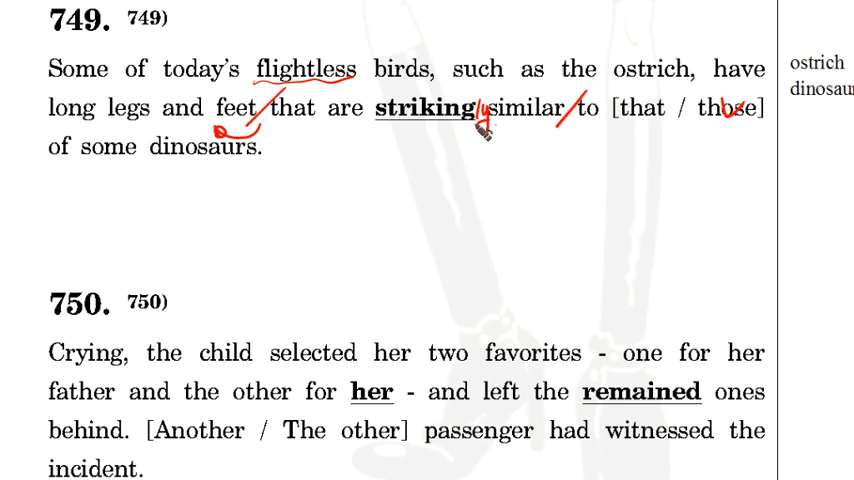 749. 749)
Some of today's flightless birds, such as the ostrich, have
long legs and feet that are strikingly similar to [that / those]
of some dinosaurs.
ostrich
dinosau
750. 750)
Crying, the child selected her two favorites - one for her
father and the other for her - and left the remained ones
behind. [Another / The other] passenger had witnessed the
incident.